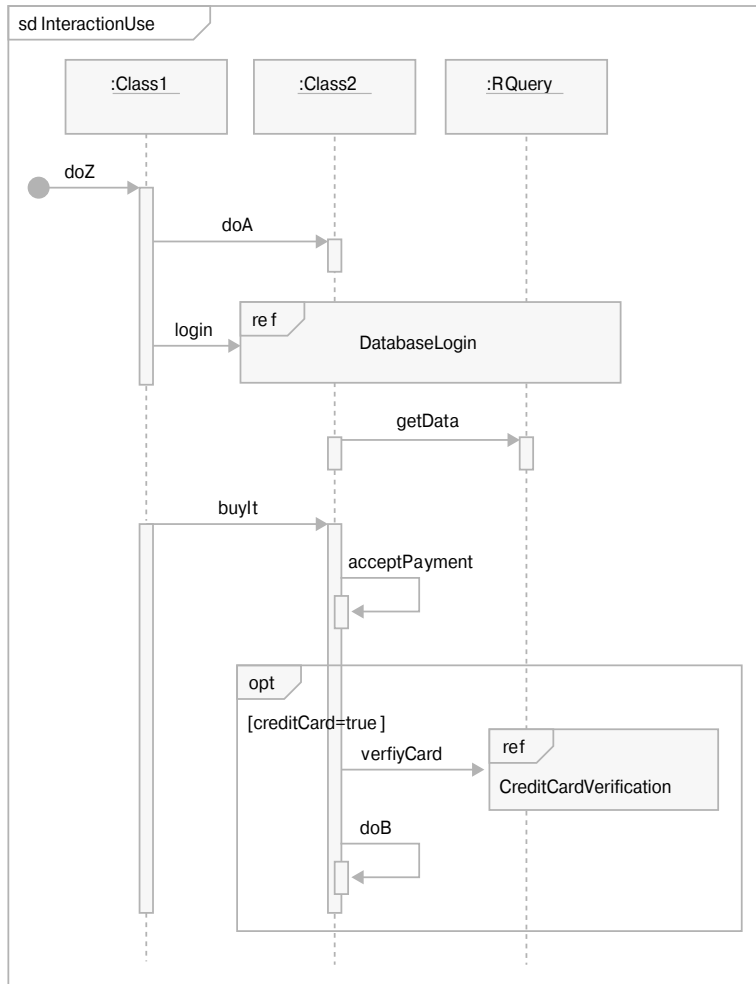 sd InteractionUse
:Class1
:Class2
:RQuery
doZ
doA
ref
login
DatabaseLogin
getData
buyIt
acceptPayment
opt
[creditCard=true]
ref
verfiyCard
CreditCardVerification
doB